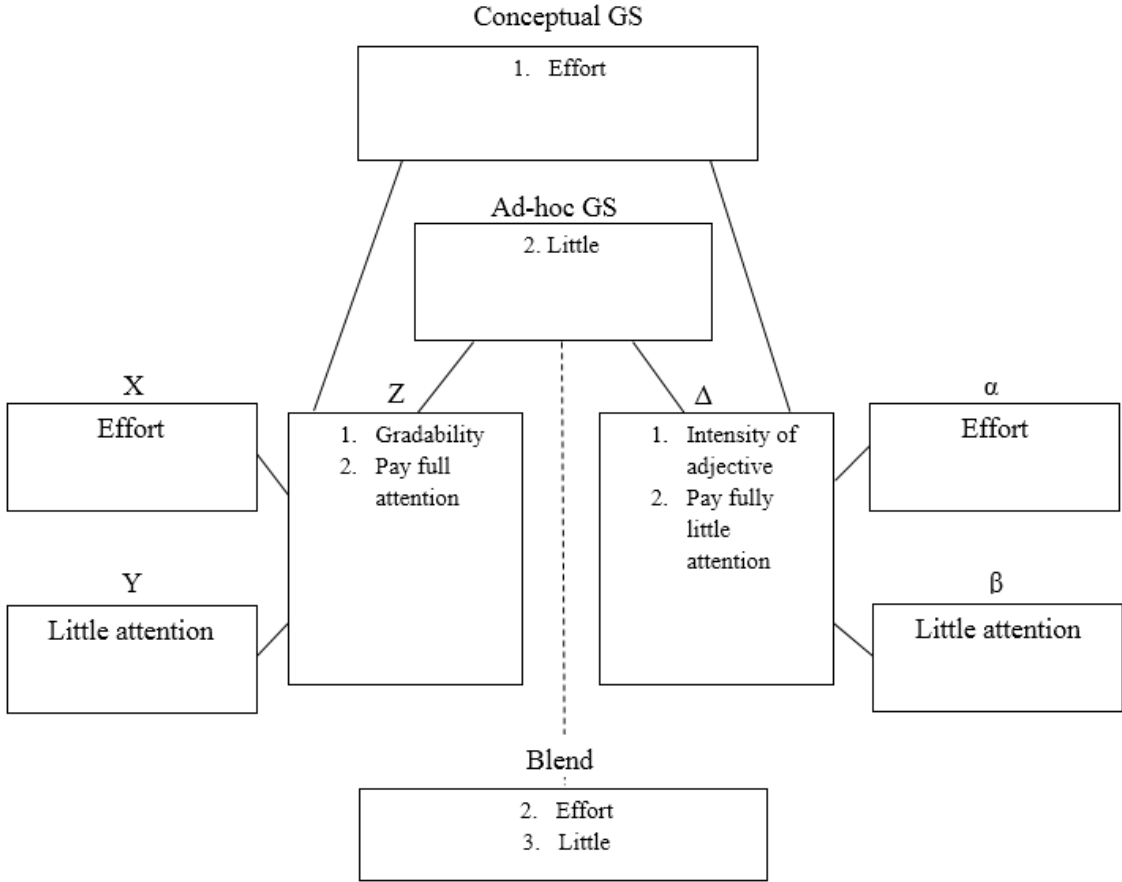 Conceptual GS
1. Effort
Ad-hoc GS
2. Little
X
Effort
Z
1. Gradability
2. Pay full
attention
Δ
1. Intensity of
adjective
2. Pay fully
little
attention
α
Effort
Y
Little attention
β
Little attention
Blend
2. Effort
3. Little